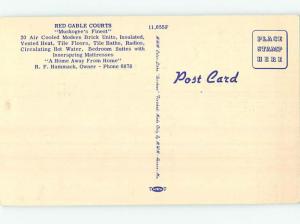 RED GABLE COURTS
"Muskogee's Finest"
20 Air Cooled Modern Brick Units, Insulated,
Vented Heat, Tile Floors, Tile Baths, Radios,
Circulating Hot Water, Bedroom Suites with
Innerspring Mattresses
"A Home Away From Home"
R. F. Hammack, Owner - Phone 6878
11,655F
Post Card
PLACE
STAMP
HERE